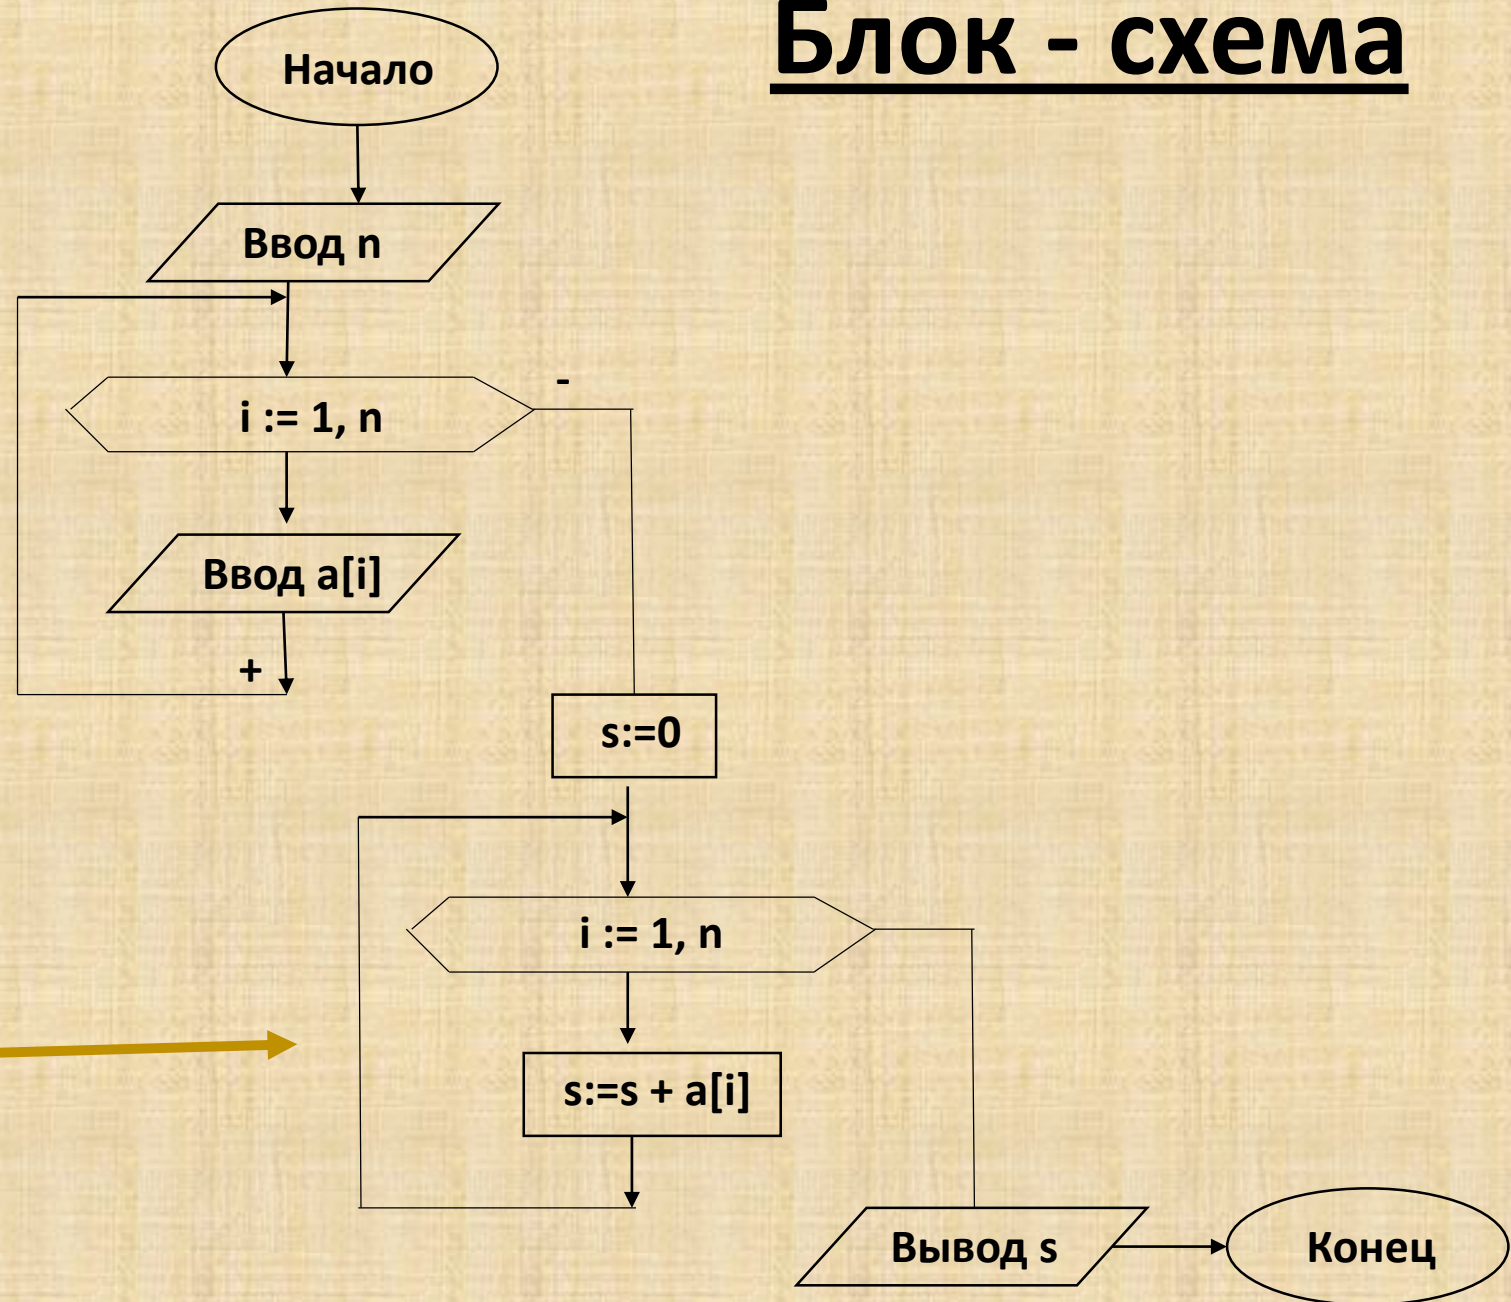 Блок - схема
Начало
Ввод n
i := 1, n
-
Ввод a[i]
+
s:=0
i := 1, n
s:=s + a[i]
Вывод s
Конец